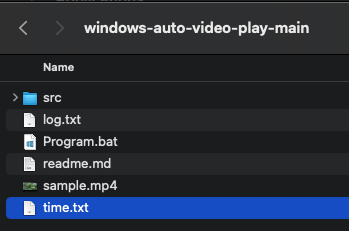 windows-auto-video-play-main
Name
src
log.txt
Program.bat
readme.md
sample.mp4
time.txt